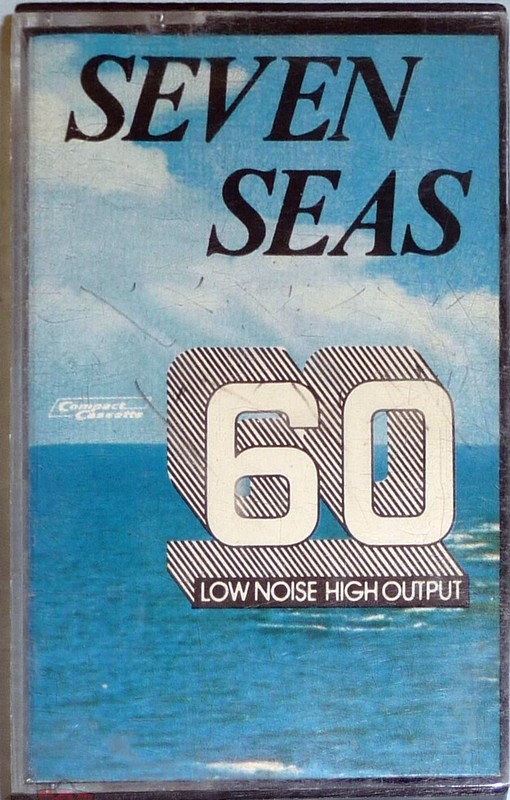 SEVEN
SEAS
Compact
Cassette
60
LOW NOISE HIGH OUTPUT